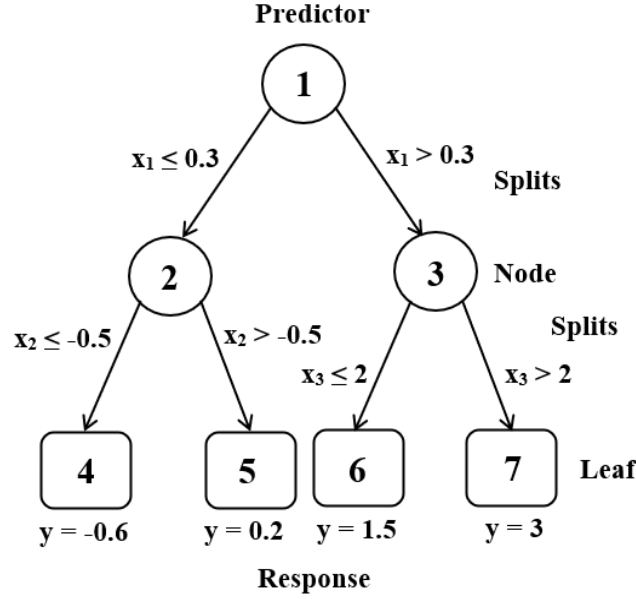 Predictor
1
x₁ ≤ 0.3
x₁ > 0.3
Splits
2
3
Node
Splits
x₂ ≤ -0.5
x₂ > -0.5
x₃ ≤ 2
x₃ > 2
4
5
6
7
Leaf
y = -0.6
y = 0.2
y = 1.5
y = 3
Response